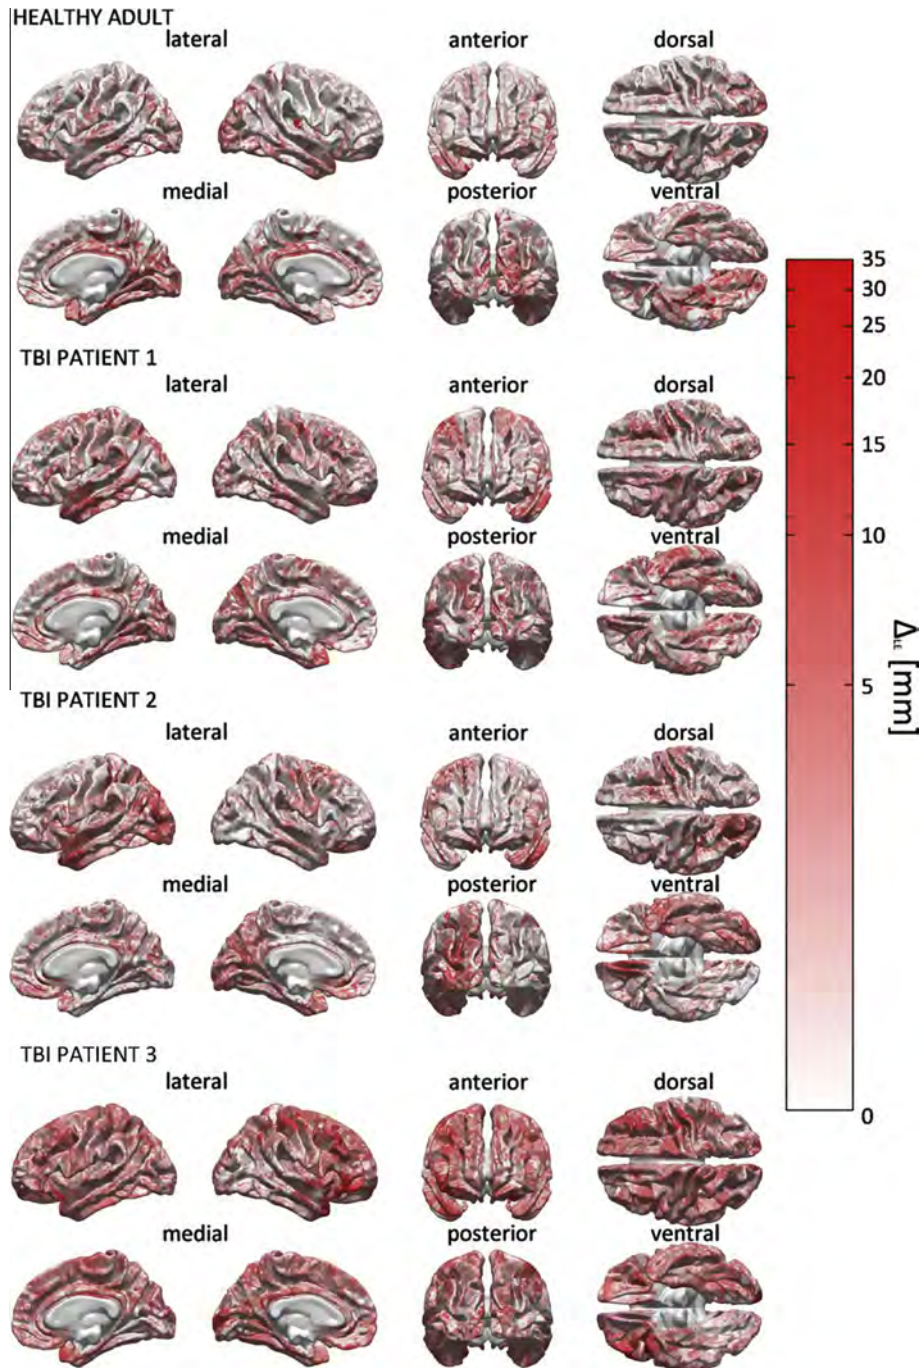 HEALTHY ADULT
lateral anterior dorsal
medial posterior ventral
TBI PATIENT 1
lateral anterior dorsal
medial posterior ventral
TBI PATIENT 2
lateral anterior dorsal
medial posterior ventral
TBI PATIENT 3
lateral anterior dorsal
medial posterior ventral
35
30
25
20
15
10
5
0
Δ_LE [mm]